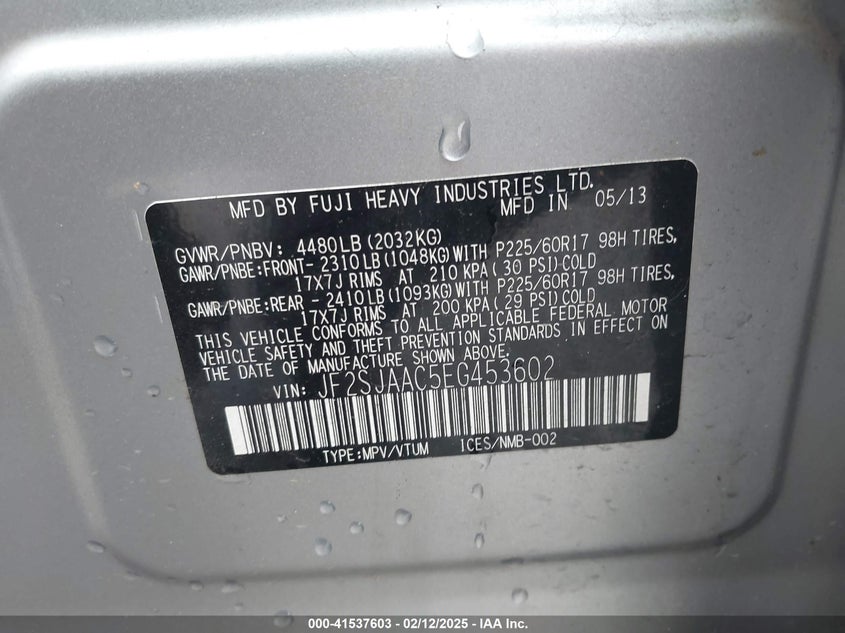 MFD BY FUJI HEAVY INDUSTRIES LTD.
MFD IN 05/13
GVWR/PNBV: 4480LB (2032KG)
GAWR/PNBE:FRONT- 2310LB (1048KG) WITH P225/60R17 98H TIRES,
17X7J RIMS AT 210 KPA ( 30 PSI) COLD
GAWR/PNBE:REAR - 2410LB (1093KG) WITH P225/60R17 98H TIRES,
17X7J RIMS AT 200 KPA ( 29 PSI) COLD
THIS VEHICLE CONFORMS TO ALL APPLICABLE FEDERAL MOTOR
VEHICLE SAFETY AND THEFT PREVENTION STANDARDS IN EFFECT ON
THE DATE OF MANUFACTURE SHOWN ABOVE.
VIN: JF2SJAAC5EG453602
TYPE:MPV/VTUM ICES/NMB-002
000-41537603 - 02/12/2025 - IAA Inc.